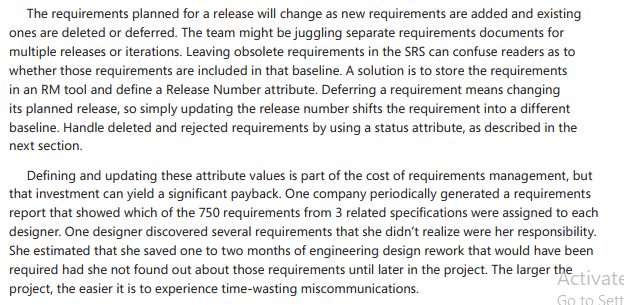 The requirements planned for a release will change as new requirements are added and existing
ones are deleted or deferred. The team might be juggling separate requirements documents for
multiple releases or iterations. Leaving obsolete requirements in the SRS can confuse readers as to
whether those requirements are included in that baseline. A solution is to store the requirements
in an RM tool and define a Release Number attribute. Deferring a requirement means changing
its planned release, so simply updating the release number shifts the requirement into a different
baseline. Handle deleted and rejected requirements by using a status attribute, as described in the
next section.
Defining and updating these attribute values is part of the cost of requirements management, but
that investment can yield a significant payback. One company periodically generated a requirements
report that showed which of the 750 requirements from 3 related specifications were assigned to each
designer. One designer discovered several requirements that she didn't realize were her responsibility.
She estimated that she saved one to two months of engineering design rework that would have been
required had she not found out about those requirements until later in the project. The larger the
project, the easier it is to experience time-wasting miscommunications.
Activate
Go to Sett